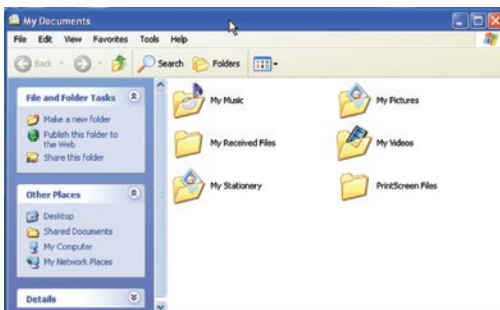 My Documents
File Edit View Favorites Tools Help
Back Search Folders
File and Folder Tasks
Make a new folder
Publish this folder to
the Web
Share this folder
Other Places
Desktop
Shared Documents
My Computer
My Network Places
Details
My Music
My Pictures
My Received Files
My Videos
My Stationery
PrintScreen Files